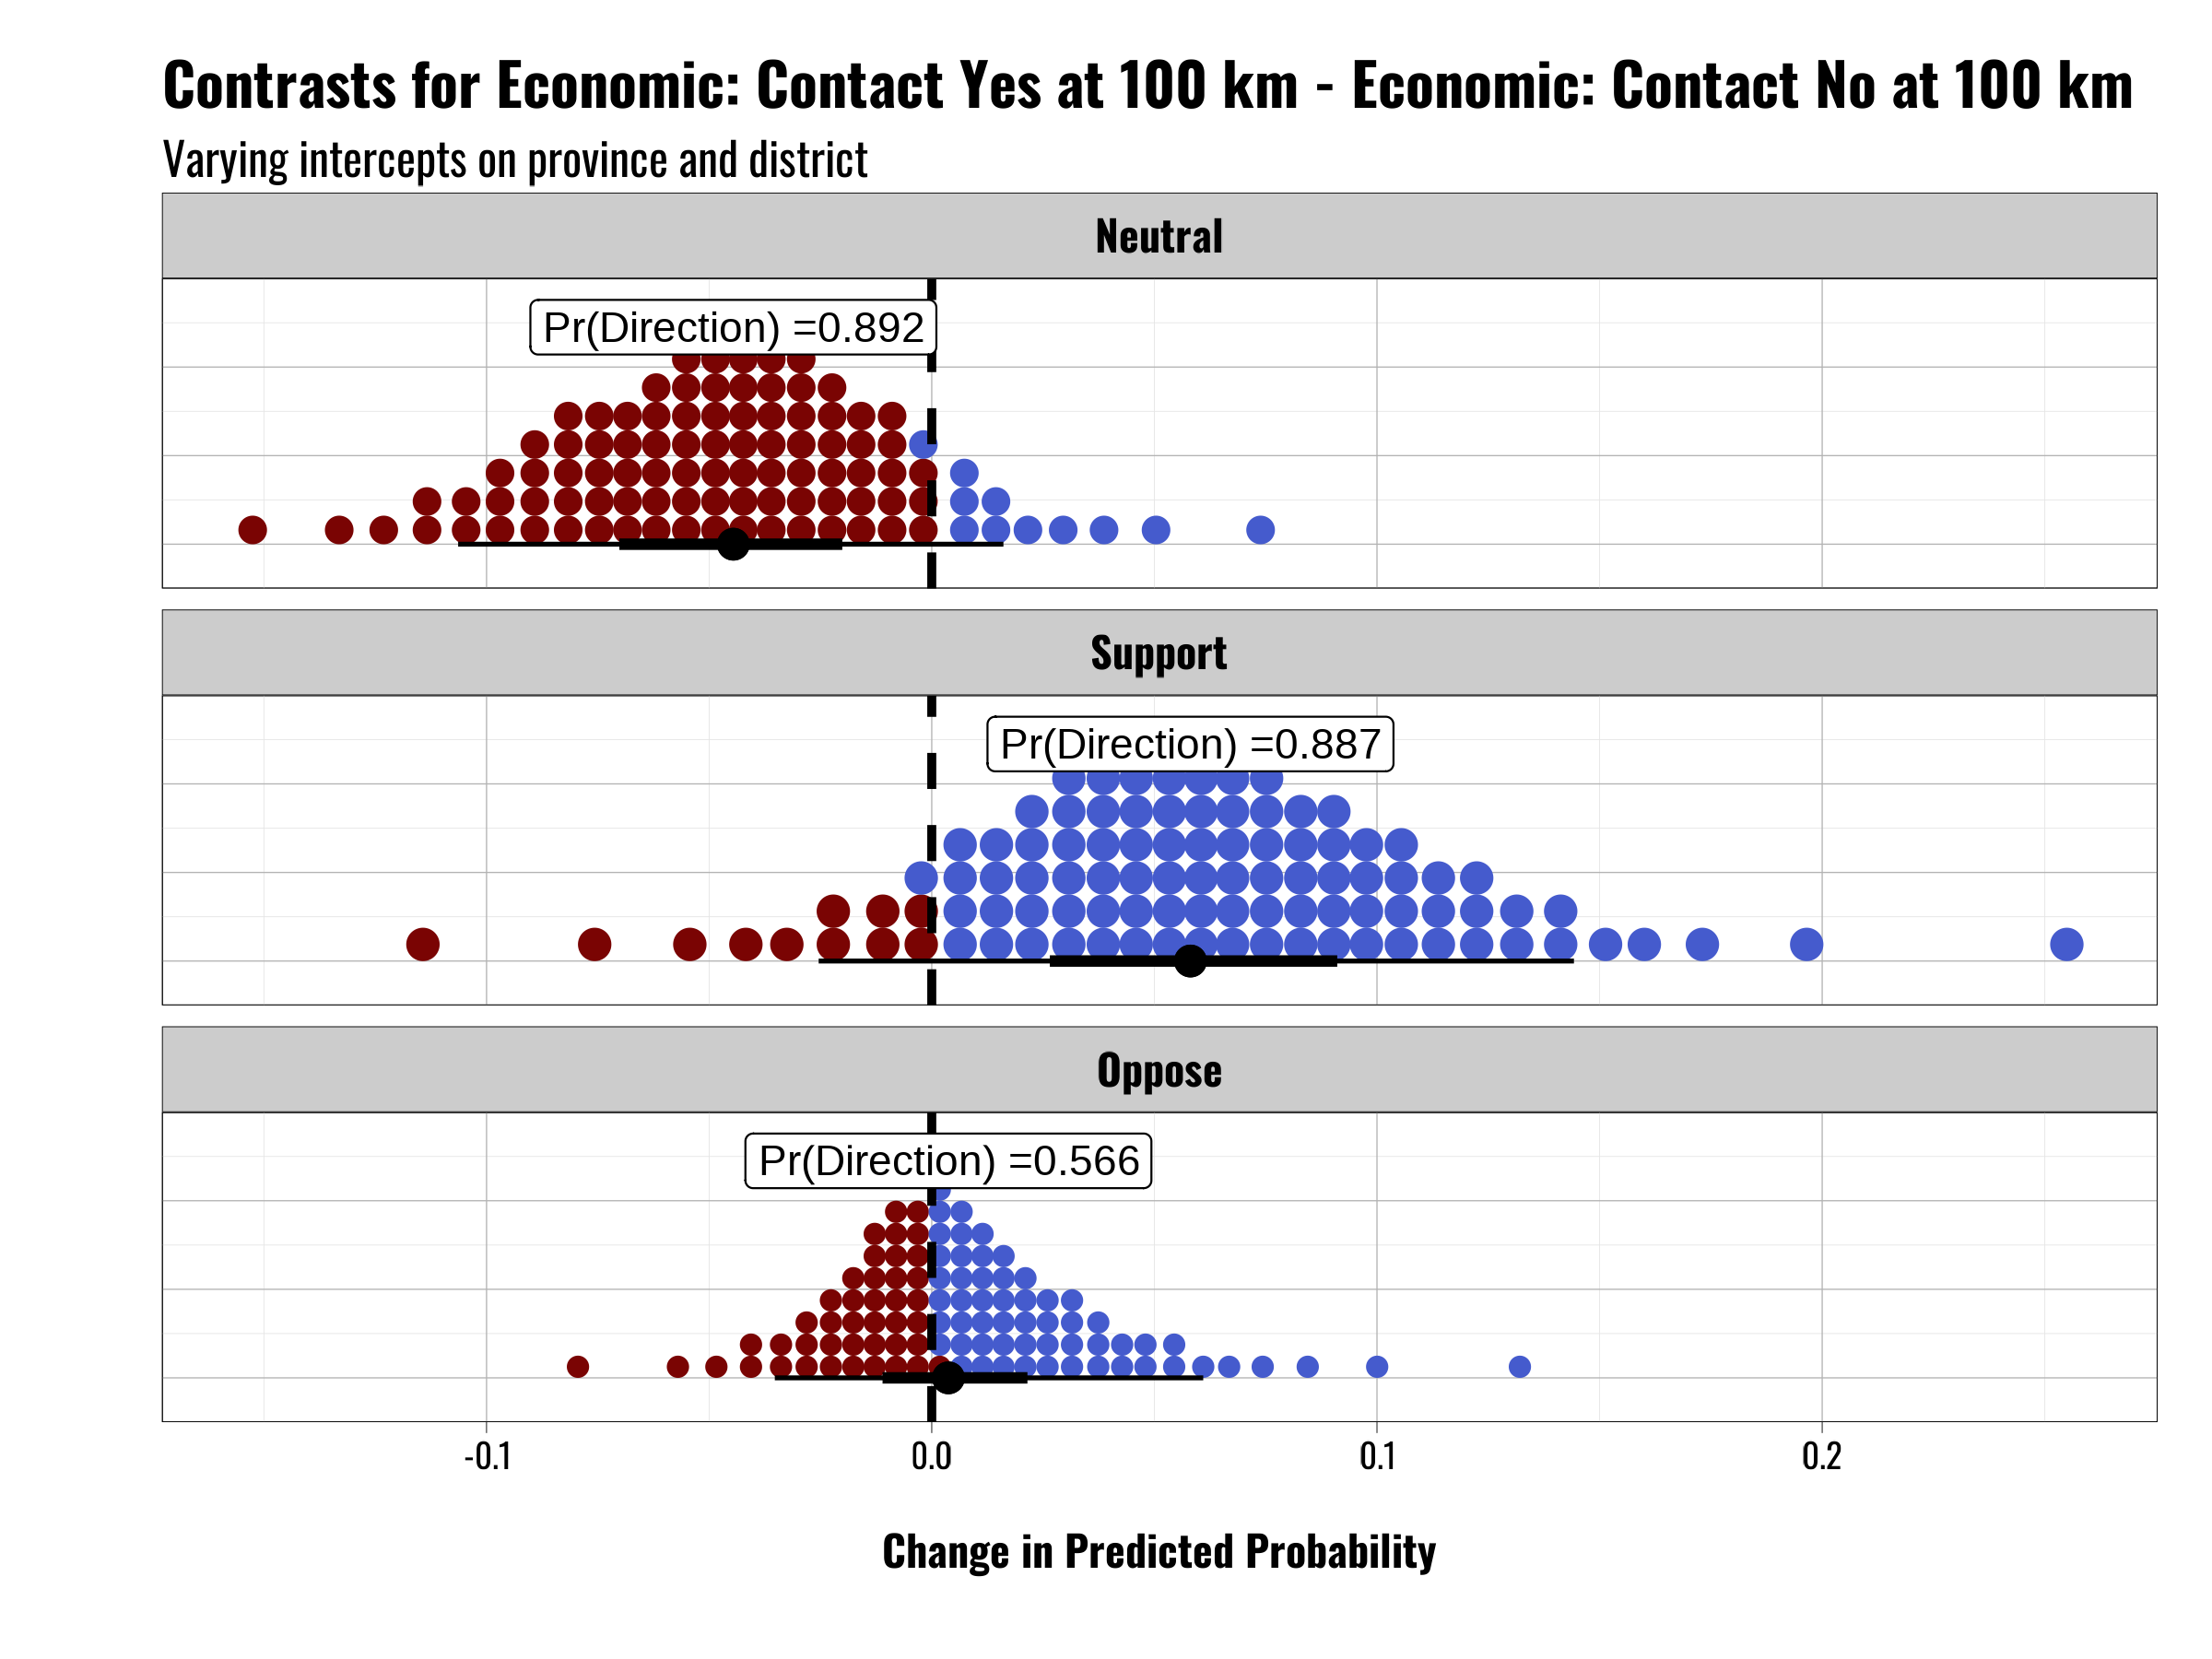 Contrasts for Economic: Contact Yes at 100 km - Economic: Contact No at 100 km
Varying intercepts on province and district
Neutral
Pr(Direction) =0.892
Support
Pr(Direction) =0.887
Oppose
Pr(Direction) =0.566
-0.1 0.0 0.1 0.2
Change in Predicted Probability